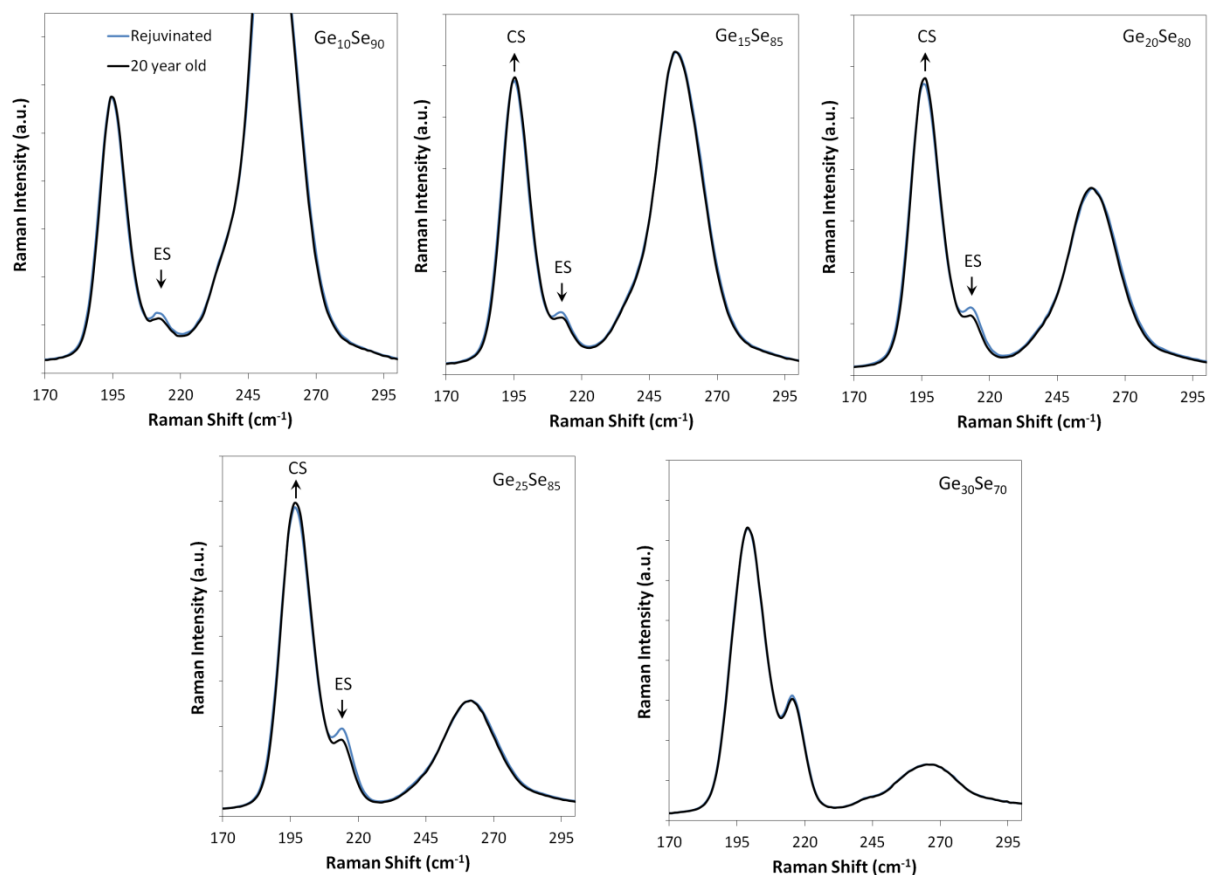 Rejuvinated
20 year old
Ge₁₀Se₉₀
ES
170 195 220 245 270 295
Raman Shift (cm⁻¹)
Raman Intensity (a.u.)
CS
Ge₁₅Se₈₅
ES
170 195 220 245 270 295
Raman Shift (cm⁻¹)
Raman Intensity (a.u.)
CS
Ge₂₀Se₈₀
ES
170 195 220 245 270 295
Raman Shift (cm⁻¹)
Raman Intensity (a.u.)
CS
Ge₂₅Se₈₅
ES
170 195 220 245 270 295
Raman Shift (cm⁻¹)
Raman Intensity (a.u.)
Ge₃₀Se₇₀
170 195 220 245 270 295
Raman Shift (cm⁻¹)
Raman Intensity (a.u.)